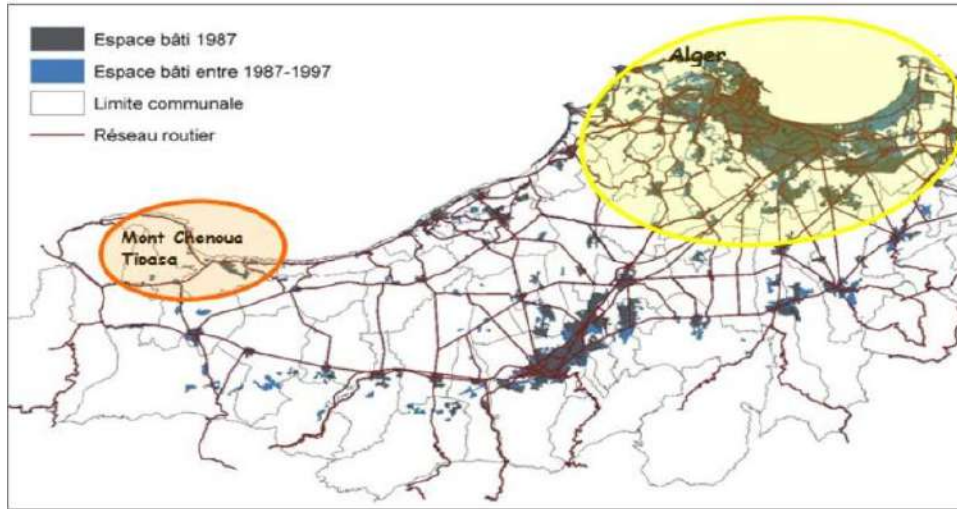 Espace bâti 1987
Espace bâti entre 1987-1997
Limite communale
Réseau routier
Alger
Mont Chenoua
Tipasa